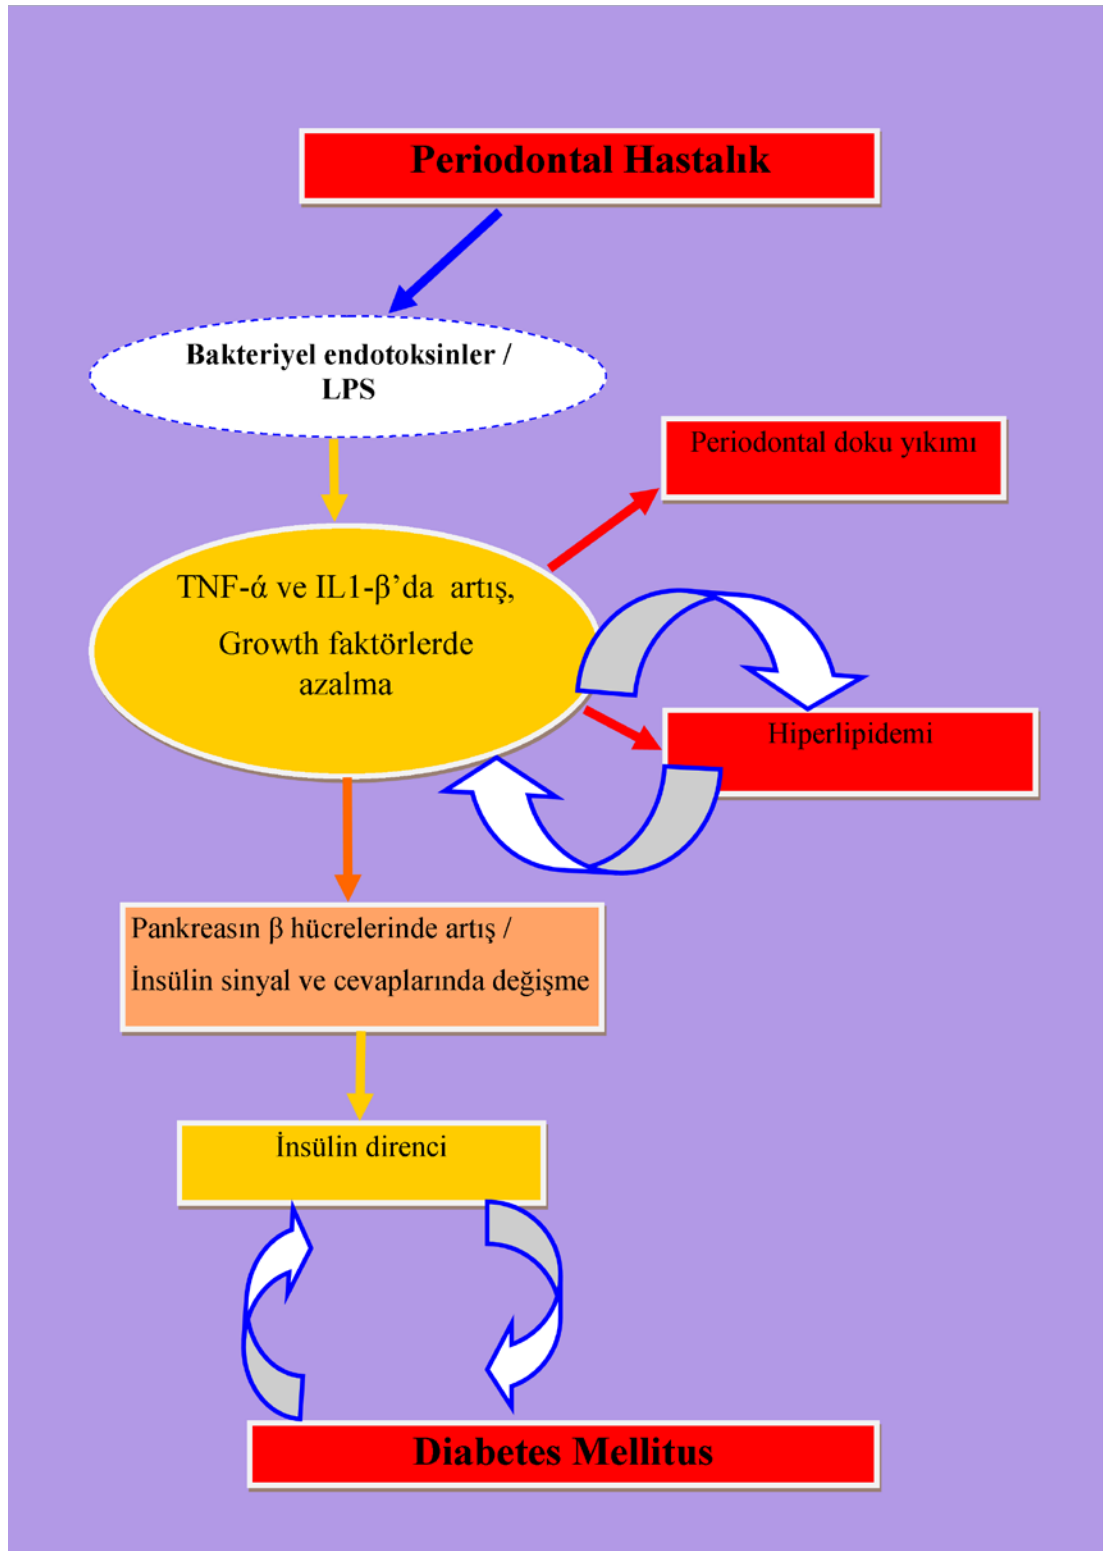 Periodontal Hastalık
Bakteriyel endotoksinler /
LPS
Periodontal doku yıkımı
TNF-ά ve IL1-β’da artış,
Growth faktörlerde
azalma
Hiperlipidemi
Pankreasın β hücrelerinde artış /
İnsülin sinyal ve cevaplarında değişme
İnsülin direnci
Diabetes Mellitus